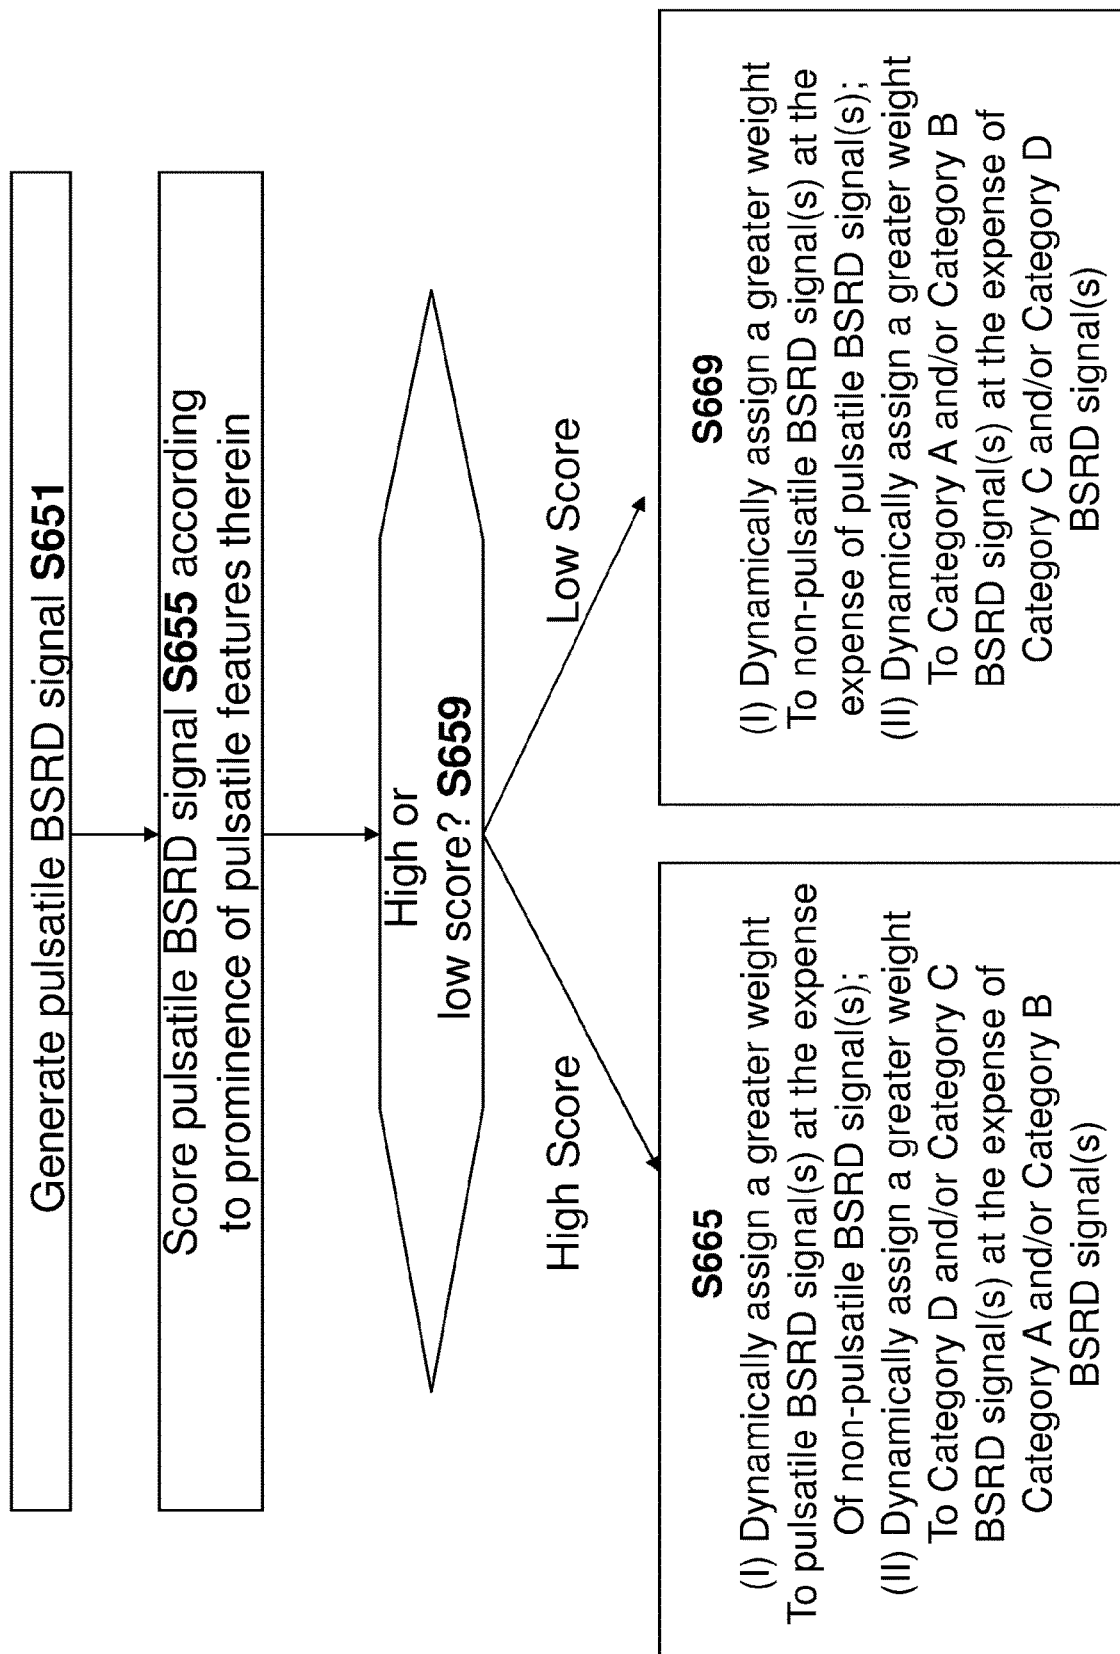 Generate pulsatile BSRD signal S651
Score pulsatile BSRD signal S655 according
to prominence of pulsatile features therein
High or
low score? S659
High Score
Low Score
S665
(I) Dynamically assign a greater weight
To pulsatile BSRD signal(s) at the expense
Of non-pulsatile BSRD signal(s);
(II) Dynamically assign a greater weight
To Category D and/or Category C
BSRD signal(s) at the expense of
Category A and/or Category B
BSRD signal(s)
S669
(I) Dynamically assign a greater weight
To non-pulsatile BSRD signal(s) at the
expense of pulsatile BSRD signal(s);
(II) Dynamically assign a greater weight
To Category A and/or Category B
BSRD signal(s) at the expense of
Category C and/or Category D
BSRD signal(s)